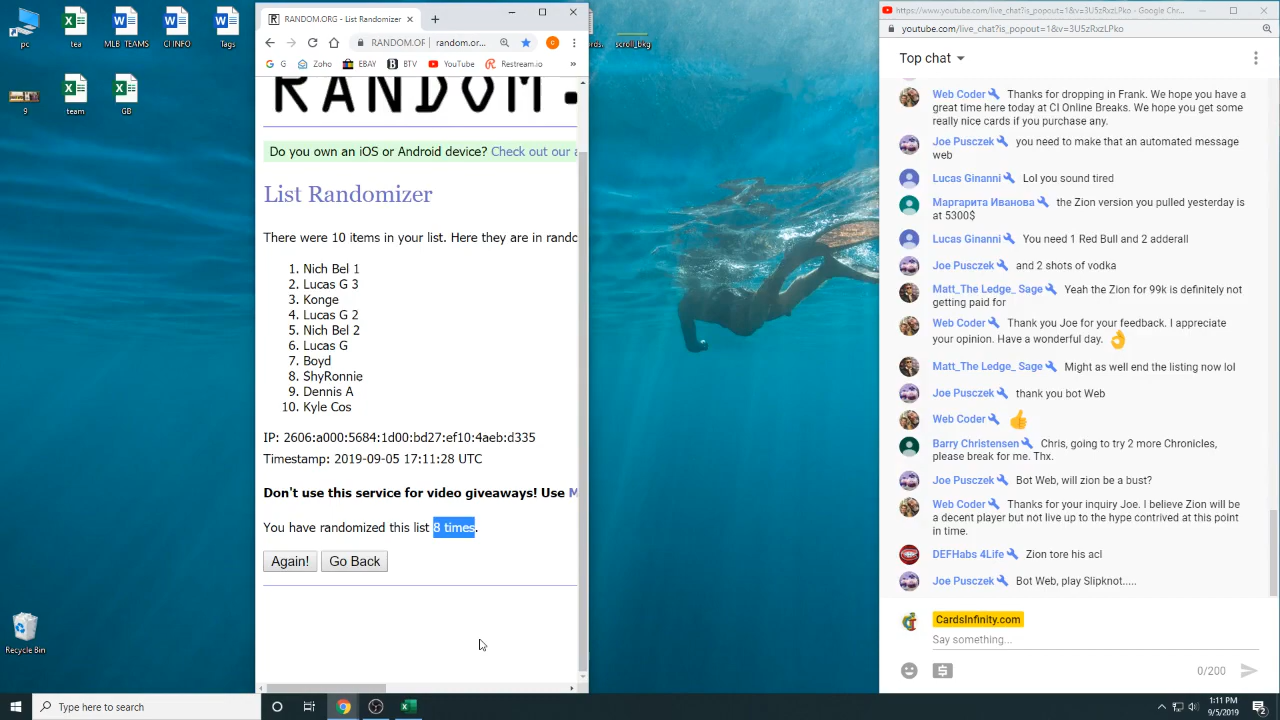 pc
tea
MLB_TEAMS
CI INFO
Tags
9
team
GB
Recycle Bin
RANDOM.ORG - List Randomizer
RANDOM.OF
random.or...
G
Zoho
EBAY
BTV
YouTube
Restream.io
»
RANDOM.
Do you own an iOS or Android device? Check out our a
List Randomizer
There were 10 items in your list. Here they are in rando
1. Nich Bel 1
2. Lucas G 3
3. Konge
4. Lucas G 2
5. Nich Bel 2
6. Lucas G
7. Boyd
8. ShyRonnie
9. Dennis A
10. Kyle Cos
IP: 2606:a000:5684:1d00:bd27:ef10:4aeb:d335
Timestamp: 2019-09-05 17:11:28 UTC
Don't use this service for video giveaways! Use M
You have randomized this list 8 times.
Again!
Go Back
scroll_bkg
https://www.youtube.com/live_chat?is_popout=1&v=3U5zRxzLPko - Google Chr...
youtube.com/live_chat?is_popout=1&v=3U5zRxzLPko
Top chat
Web Coder Thanks for dropping in Frank. We hope you have a
great time here today at CI Online Breaks. We hope you get some
really nice cards if you purchase any.
Joe Pusczek you need to make that an automated message
web
Lucas Ginanni Lol you sound tired
Маргарита Иванова the Zion version you pulled yesterday is
at 5300$
Lucas Ginanni You need 1 Red Bull and 2 adderall
Joe Pusczek and 2 shots of vodka
Matt_The Ledge_ Sage Yeah the Zion for 99k is definitely not
getting paid for
Web Coder Thank you Joe for your feedback. I appreciate
your opinion. Have a wonderful day. 👌
Matt_The Ledge_ Sage Might as well end the listing now lol
Joe Pusczek thank you bot Web
Web Coder 👍
Barry Christensen Chris, going to try 2 more Chronicles,
please break for me. Thx.
Joe Pusczek Bot Web, will zion be a bust?
Web Coder Thanks for your inquiry Joe. I believe Zion will be
a decent player but not live up to the hype contrived at this point
in time.
DEFHabs 4Life Zion tore his acl
Joe Pusczek Bot Web, play Slipknot.....
CardsInfinity.com
Say something...
0/200
Type here to search
1:11 PM
9/5/2019
2